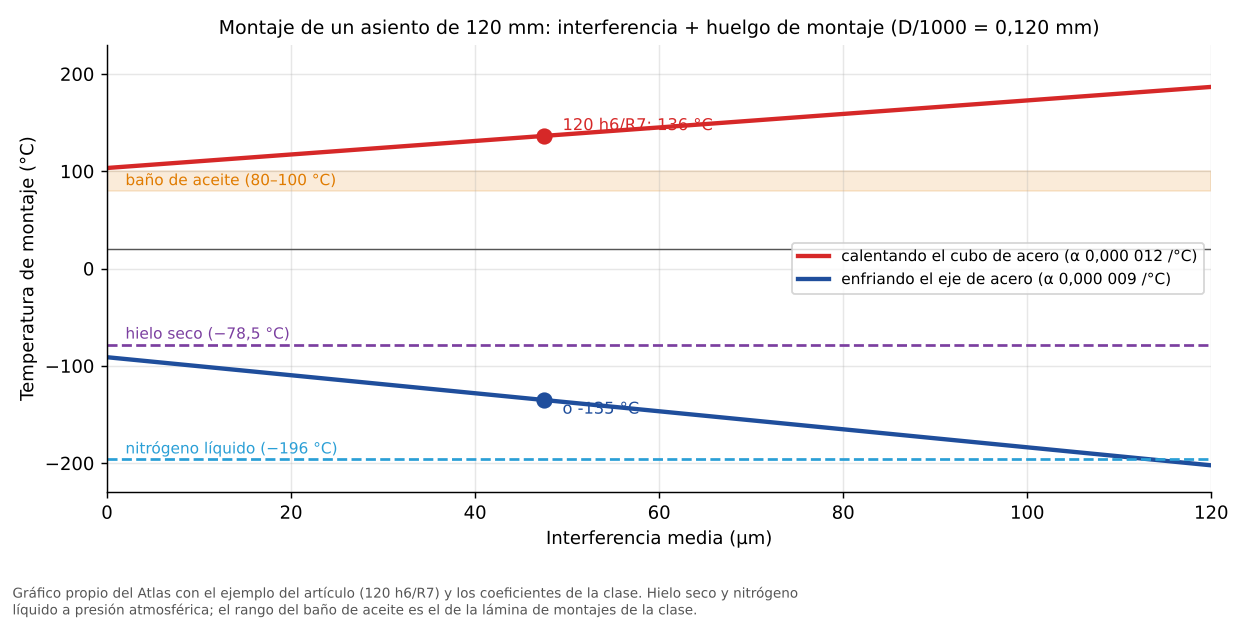 Montaje de un asiento de 120 mm: interferencia + huelgo de montaje (D/1000 = 0,120 mm)
Temperatura de montaje (°C)
200
100
0
−100
−200
120 h6/R7: 136 °C
baño de aceite (80–100 °C)
calentando el cubo de acero (α 0,000 012 /°C)
enfriando el eje de acero (α 0,000 009 /°C)
hielo seco (−78,5 °C)
o -135 °C
nitrógeno líquido (−196 °C)
0 20 40 60 80 100 120
Interferencia media (µm)
Gráfico propio del Atlas con el ejemplo del artículo (120 h6/R7) y los coeficientes de la clase. Hielo seco y nitrógeno
líquido a presión atmosférica; el rango del baño de aceite es el de la lámina de montajes de la clase.